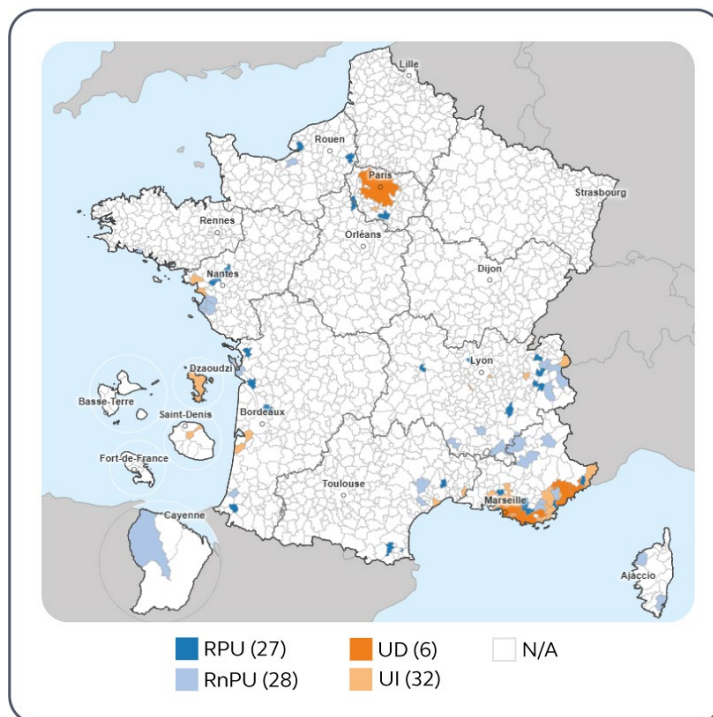 Lille
Rouen
Paris
Strasbourg
Rennes
Orléans
Nantes
Dijon
Lyon
Dzaoudzi
Basse-Terre
Saint-Denis
Bordeaux
Fort-de-France
Toulouse
Marseille
Cayenne
Ajaccio
RPU (27) UD (6) N/A
RnPU (28) UI (32)